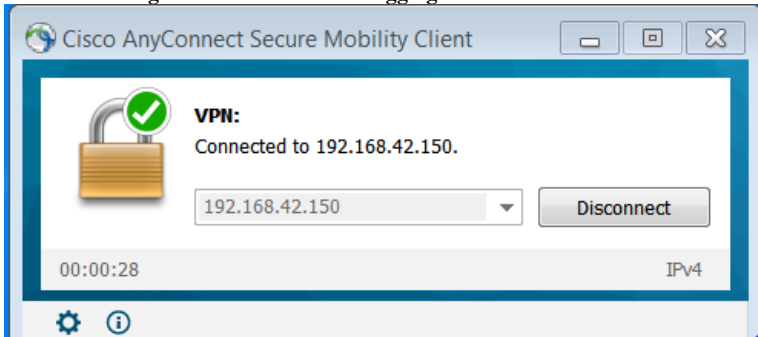 Cisco AnyConnect Secure Mobility Client
VPN:
Connected to 192.168.42.150.
192.168.42.150
Disconnect
00:00:28
IPv4